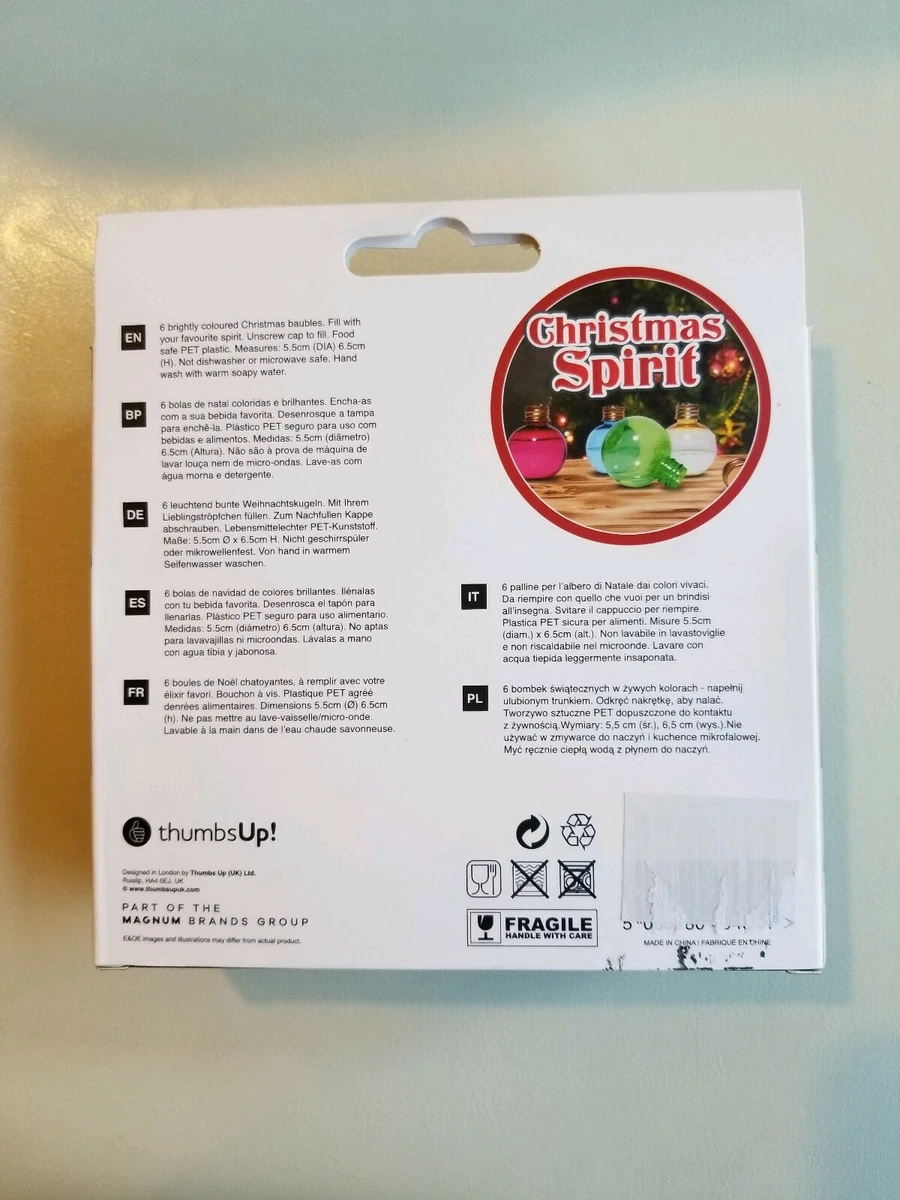 EN
6 brightly coloured Christmas baubles. Fill with
your favourite spirit. Unscrew cap to fill. Food
safe PET plastic. Measures: 5.5cm (DIA) 6.5cm
(H). Not dishwasher or microwave safe. Hand
wash with warm soapy water.
BP
6 bolas de natal coloridas e brilhantes. Encha-as
com a sua bebida favorita. Desenrosque a tampa
para enchê-la. Plástico PET seguro para uso com
bebidas e alimentos. Medidas: 5.5cm (diâmetro)
6.5cm (Altura). Não são à prova de máquina de
lavar louça nem de micro-ondas. Lave-as com
água morna e detergente.
DE
6 leuchtend bunte Weihnachtskugeln. Mit Ihrem
Lieblingströpfchen füllen. Zum Nachfullen Kappe
abschrauben. Lebensmittelechter PET-Kunststoff.
Maße: 5.5cm Ø x 6.5cm H. Nicht geschirrspüler
oder mikrowellenfest. Von hand in warmem
Seifenwasser waschen.
ES
6 bolas de navidad de colores brillantes. llénalas
con tu bebida favorita. Desenrosca el tapón para
llenarlas. Plástico PET seguro para uso alimentario.
Medidas: 5.5cm (diámetro) 6.5cm (altura). No aptas
para lavavajillas ni microondas. Lávalas a mano
con agua tibia y jabonosa.
FR
6 boules de Noël chatoyantes, à remplir avec votre
élixir favori. Bouchon à vis. Plastique PET agréé
denrées alimentaires. Dimensions 5.5cm (Ø) 6.5cm
(h). Ne pas mettre au lave-vaisselle/micro-onde.
Lavable à la main dans de l'eau chaude savonneuse.
Christmas
Spirit
IT
6 palline per l'albero di Natale dai colori vivaci.
Da riempire con quello che vuoi per un brindisi
all'insegna. Svitare il cappuccio per riempire.
Plastica PET sicura per alimenti. Misure 5.5cm
(diam.) x 6.5cm (alt.). Non lavabile in lavastoviglie
e non riscaldabile nel microonde. Lavare con
acqua tiepida leggermente insaponata.
PL
6 bombek świątecznych w żywych kolorach - napełnij
ulubionym trunkiem. Odkręć nakrętkę, aby nalać.
Tworzywo sztuczne PET dopuszczone do kontaktu
z żywnością.Wymiary: 5,5 cm (śr.), 6,5 cm (wys.).Nie
używać w zmywarce do naczyń i kuchence mikrofalowej.
Myć ręcznie ciepłą wodą z płynem do naczyń.
thumbsUp!
Designed in London by Thumbs Up (UK) Ltd.
Ruislip, HA4 0EJ, UK
© www.thumbsupuk.com
PART OF THE
MAGNUM BRANDS GROUP
E&OE images and illustrations may differ from actual product.
FRAGILE
HANDLE WITH CARE
MADE IN CHINA I FABRIQUÉ EN CHINE